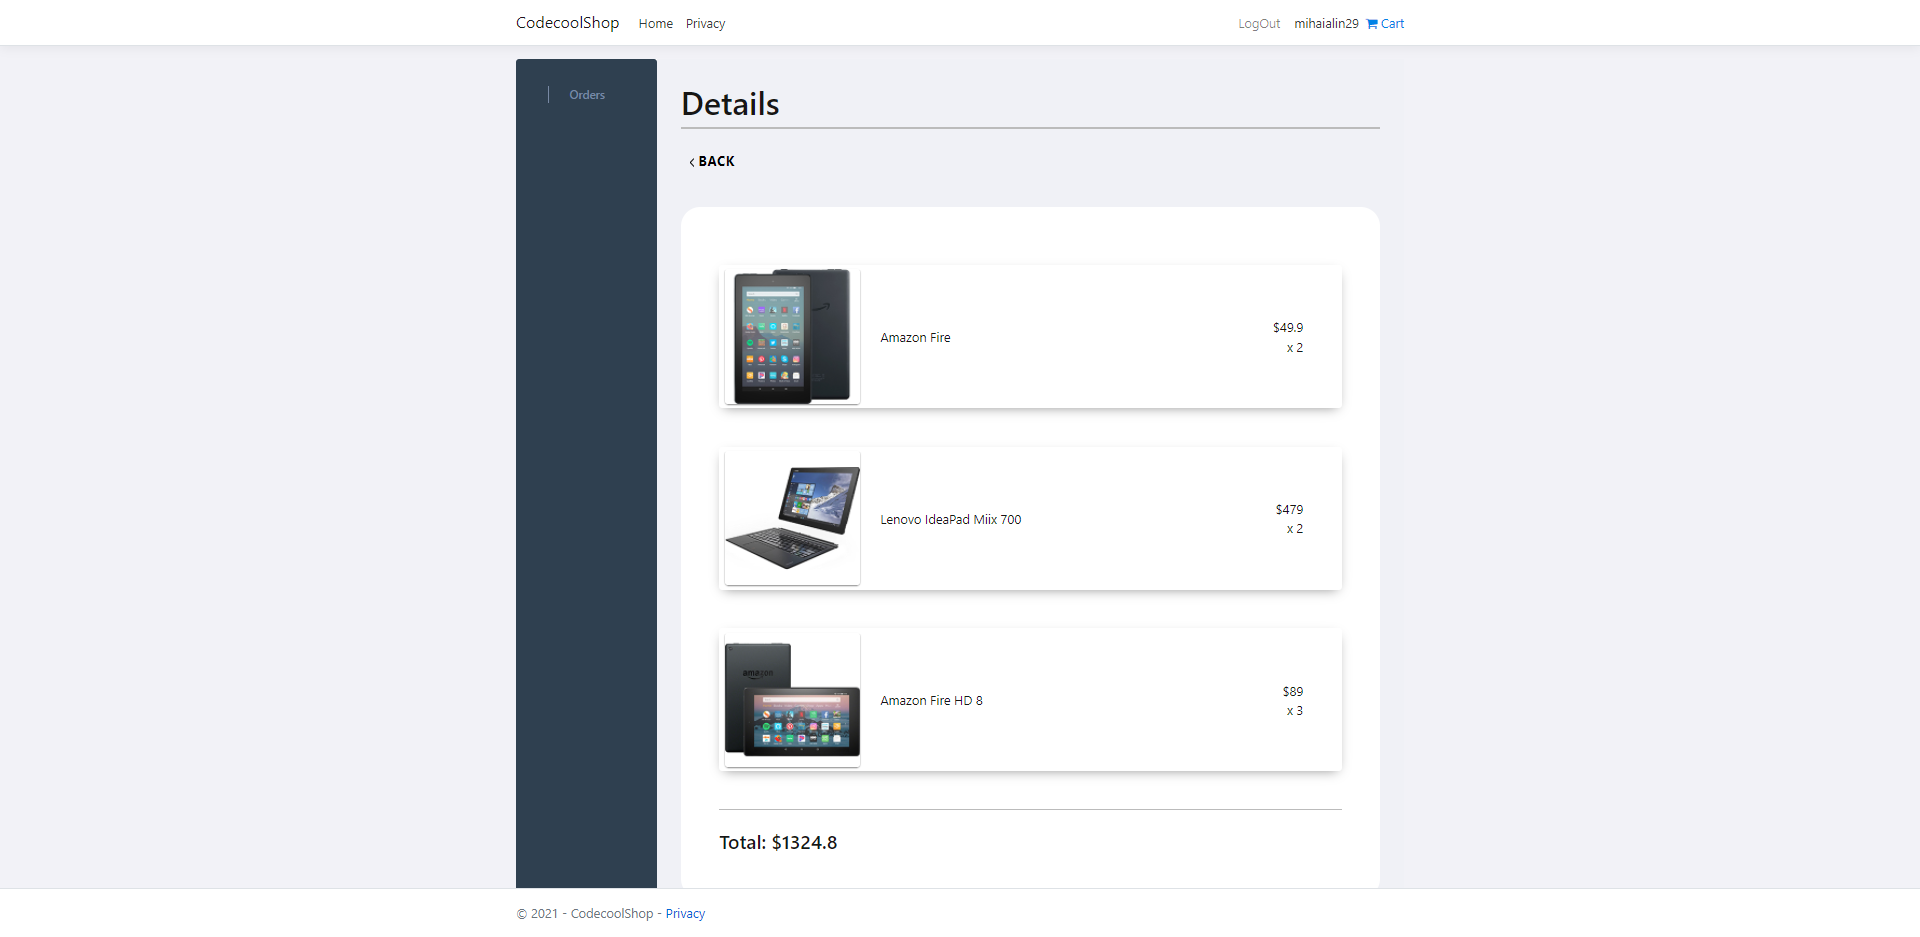 CodecoolShop Home Privacy LogOut mihaialin29 Cart
Orders
Details
BACK
Amazon Fire
$49.9
x 2
Lenovo IdeaPad Miix 700
$479
x 2
amazon
Amazon Fire HD 8
$89
x 3
Total: $1324.8
© 2021 - CodecoolShop - Privacy